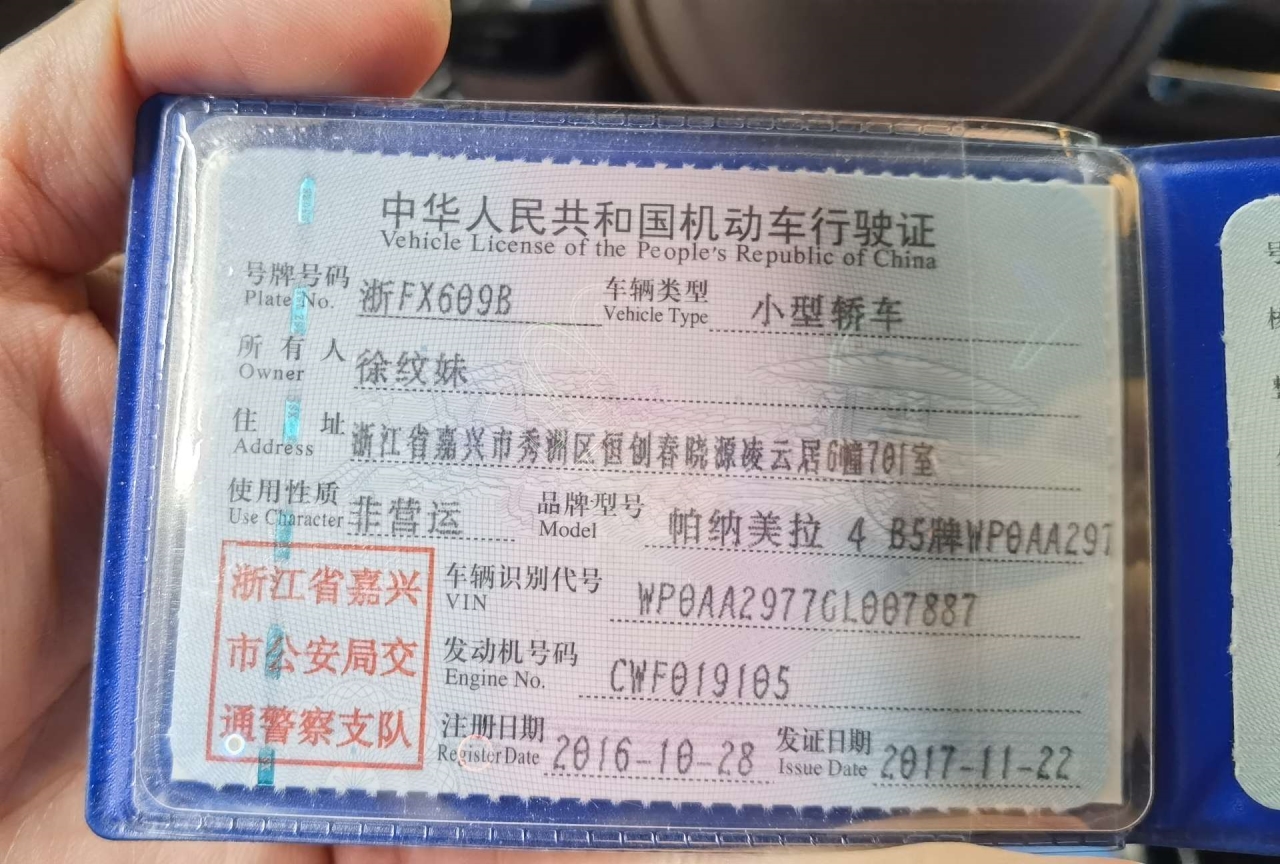 中华人民共和国机动车行驶证
Vehicle License of the People's Republic of China
号牌号码 浙FX609B 车辆类型 小型轿车
Plate No. Vehicle Type
所有人 徐纹妹
Owner
住址 浙江省嘉兴市秀洲区恒创春晓源凌云居6幢701室
Address
使用性质 非营运 品牌型号 帕纳美拉 4 B5牌WP0AA297
Use Character Model
浙江省嘉兴
市公安局交
通警察支队
车辆识别代号 WP0AA2977GL007887
VIN
发动机号码 CWF019105
Engine No.
注册日期 2016-10-28 发证日期 2017-11-22
Register Date Issue Date
号